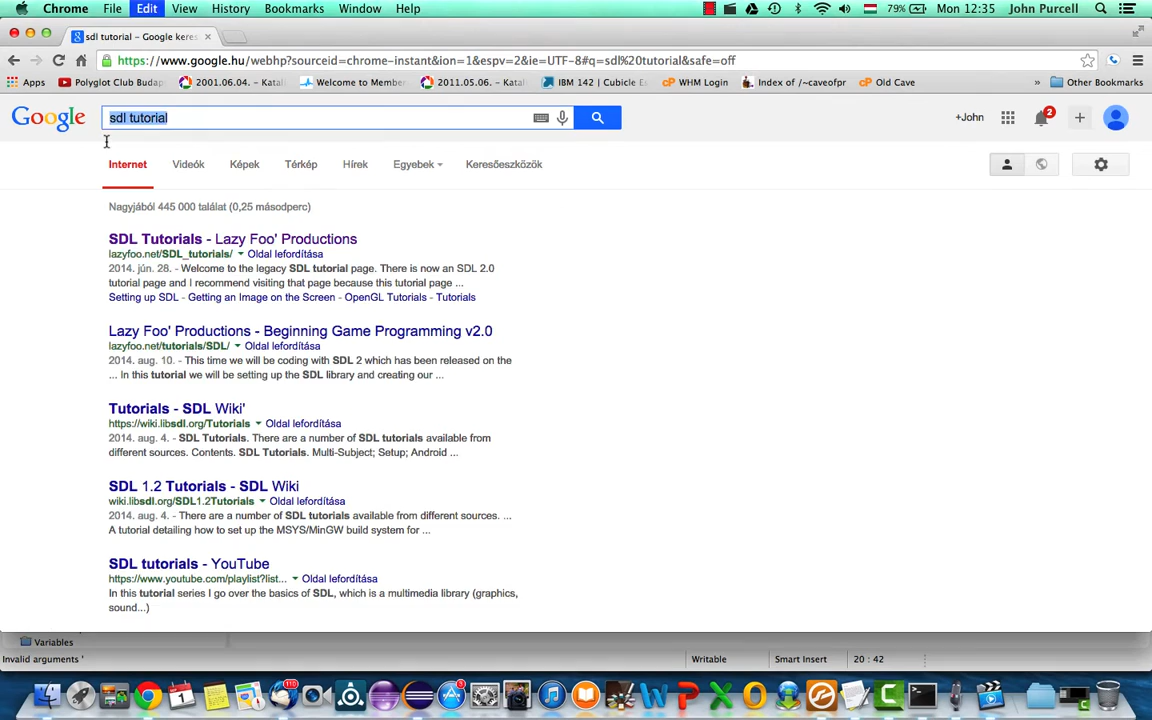 Chrome File Edit View History Bookmarks Window Help 79% Mon 12:35 John Purcell
sdl tutorial – Google keres
https://www.google.hu/webhp?sourceid=chrome-instant&ion=1&espv=2&ie=UTF-8#q=sdl%20tutorial&safe=off
Apps Polyglot Club Budap 2001.06.04. - Katali Welcome to Member 2011.05.06. - Katali IBM 142 | Cubicle E Index of /~caveofpr WHM Login Old Cave » Other Bookmarks
Google sdl tutorial +John 2
Internet Videók Képek Térkép Hírek Egyebek Keresőeszközök
Nagyjából 445 000 találat (0,25 másodperc)
SDL Tutorials - Lazy Foo' Productions
lazyfoo.net/SDL_tutorials/ Oldal lefordítása
2014. jún. 28. - Welcome to the legacy SDL tutorial page. There is now an SDL 2.0
tutorial page and I recommend visiting that page because this tutorial page ...
Setting up SDL - Getting an Image on the Screen - OpenGL Tutorials - Tutorials
Lazy Foo' Productions - Beginning Game Programming v2.0
lazyfoo.net/tutorials/SDL/ Oldal lefordítása
2014. aug. 10. - This time we will be coding with SDL 2 which has been released on the
... In this tutorial we will be setting up the SDL library and creating our ...
Tutorials - SDL Wiki'
https://wiki.libsdl.org/Tutorials Oldal lefordítása
2014. aug. 4. - SDL Tutorials. There are a number of SDL tutorials available from
different sources. Contents. SDL Tutorials. Multi-Subject; Setup; Android ...
SDL 1.2 Tutorials - SDL Wiki
wiki.libsdl.org/SDL1.2Tutorials Oldal lefordítása
2014. aug. 4. - There are a number of SDL tutorials available from different sources. ...
A tutorial detailing how to set up the MSYS/MinGW build system for ...
SDL tutorials - YouTube
https://www.youtube.com/playlist?list... Oldal lefordítása
In this tutorial series I go over the basics of SDL, which is a multimedia library (graphics,
sound...)
Variables
Invalid arguments ' Writable Smart Insert 20 : 42